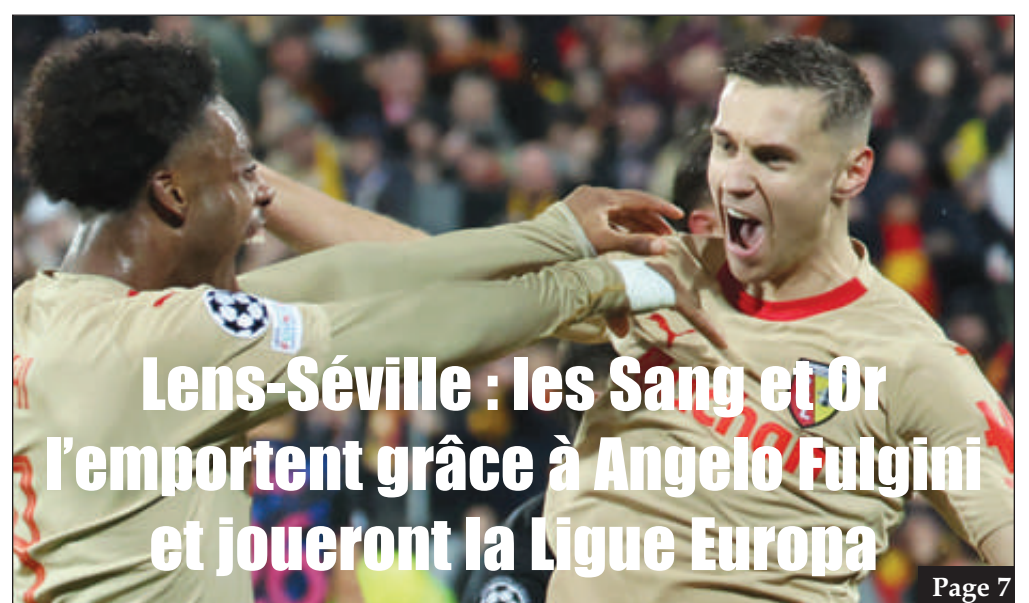 Lens-Séville : les Sang et Or
l'emportent grâce à Angelo Fulgini
et joueront la Ligue Europa
Page 7